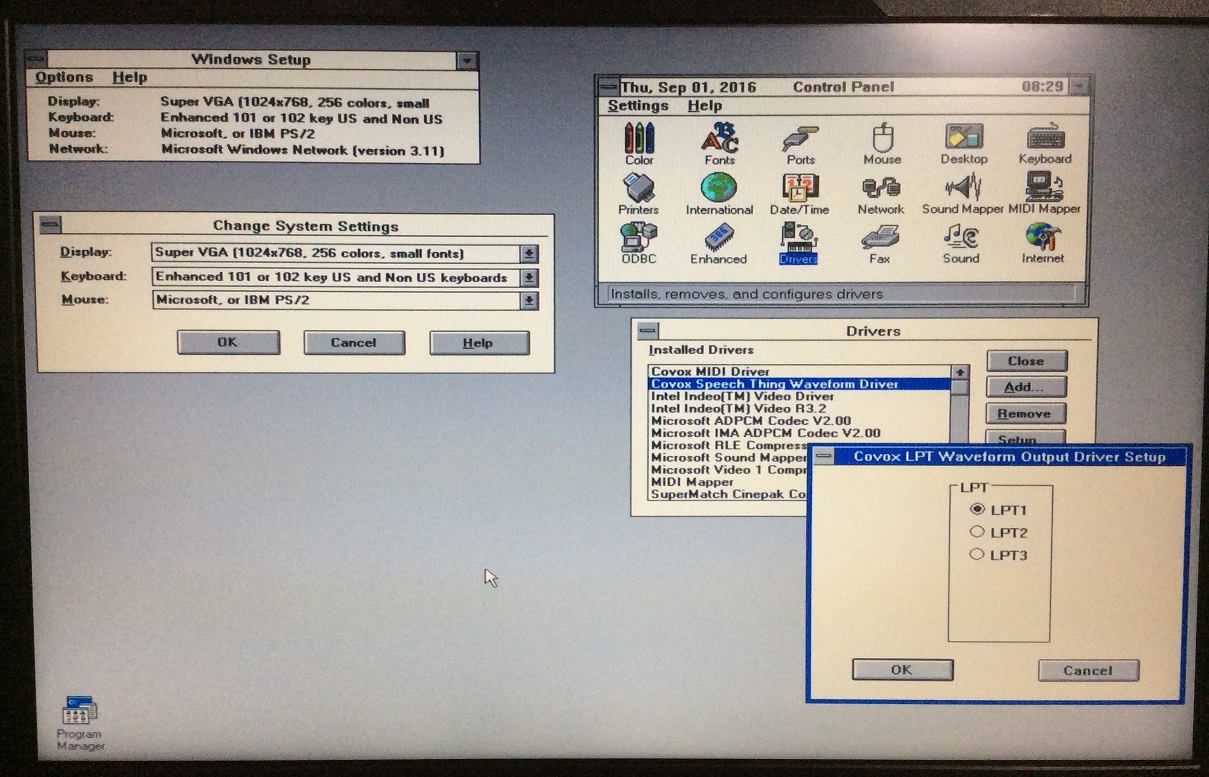 Windows Setup
Options Help
Display: Super VGA (1024x768, 256 colors, small
Keyboard: Enhanced 101 or 102 key US and Non US
Mouse: Microsoft, or IBM PS/2
Network: Microsoft Windows Network (version 3.11)
Change System Settings
Display: Super VGA (1024x768, 256 colors, small fonts)
Keyboard: Enhanced 101 or 102 key US and Non US keyboards
Mouse: Microsoft, or IBM PS/2
OK Cancel Help
Thu, Sep 01, 2016 Control Panel 08:29
Settings Help
Color Fonts Ports Mouse Desktop Keyboard
Printers International Date/Time Network Sound Mapper MIDI Mapper
ODBC Enhanced Drivers Fax Sound Internet
Installs, removes, and configures drivers
Drivers
Installed Drivers
Covox MIDI Driver
Covox Speech Thing Waveform Driver
Intel Indeo(TM) Video Driver
Intel Indeo(TM) Video R3.2
Microsoft ADPCM Codec V2.00
Microsoft IMA ADPCM Codec V2.00
Microsoft RLE Compress
Microsoft Sound Mapper
Microsoft Video 1 Compr
MIDI Mapper
SuperMatch Cinepak Co
Close
Add...
Remove
Setup
Covox LPT Waveform Output Driver Setup
LPT
LPT1
LPT2
LPT3
OK Cancel
Program
Manager